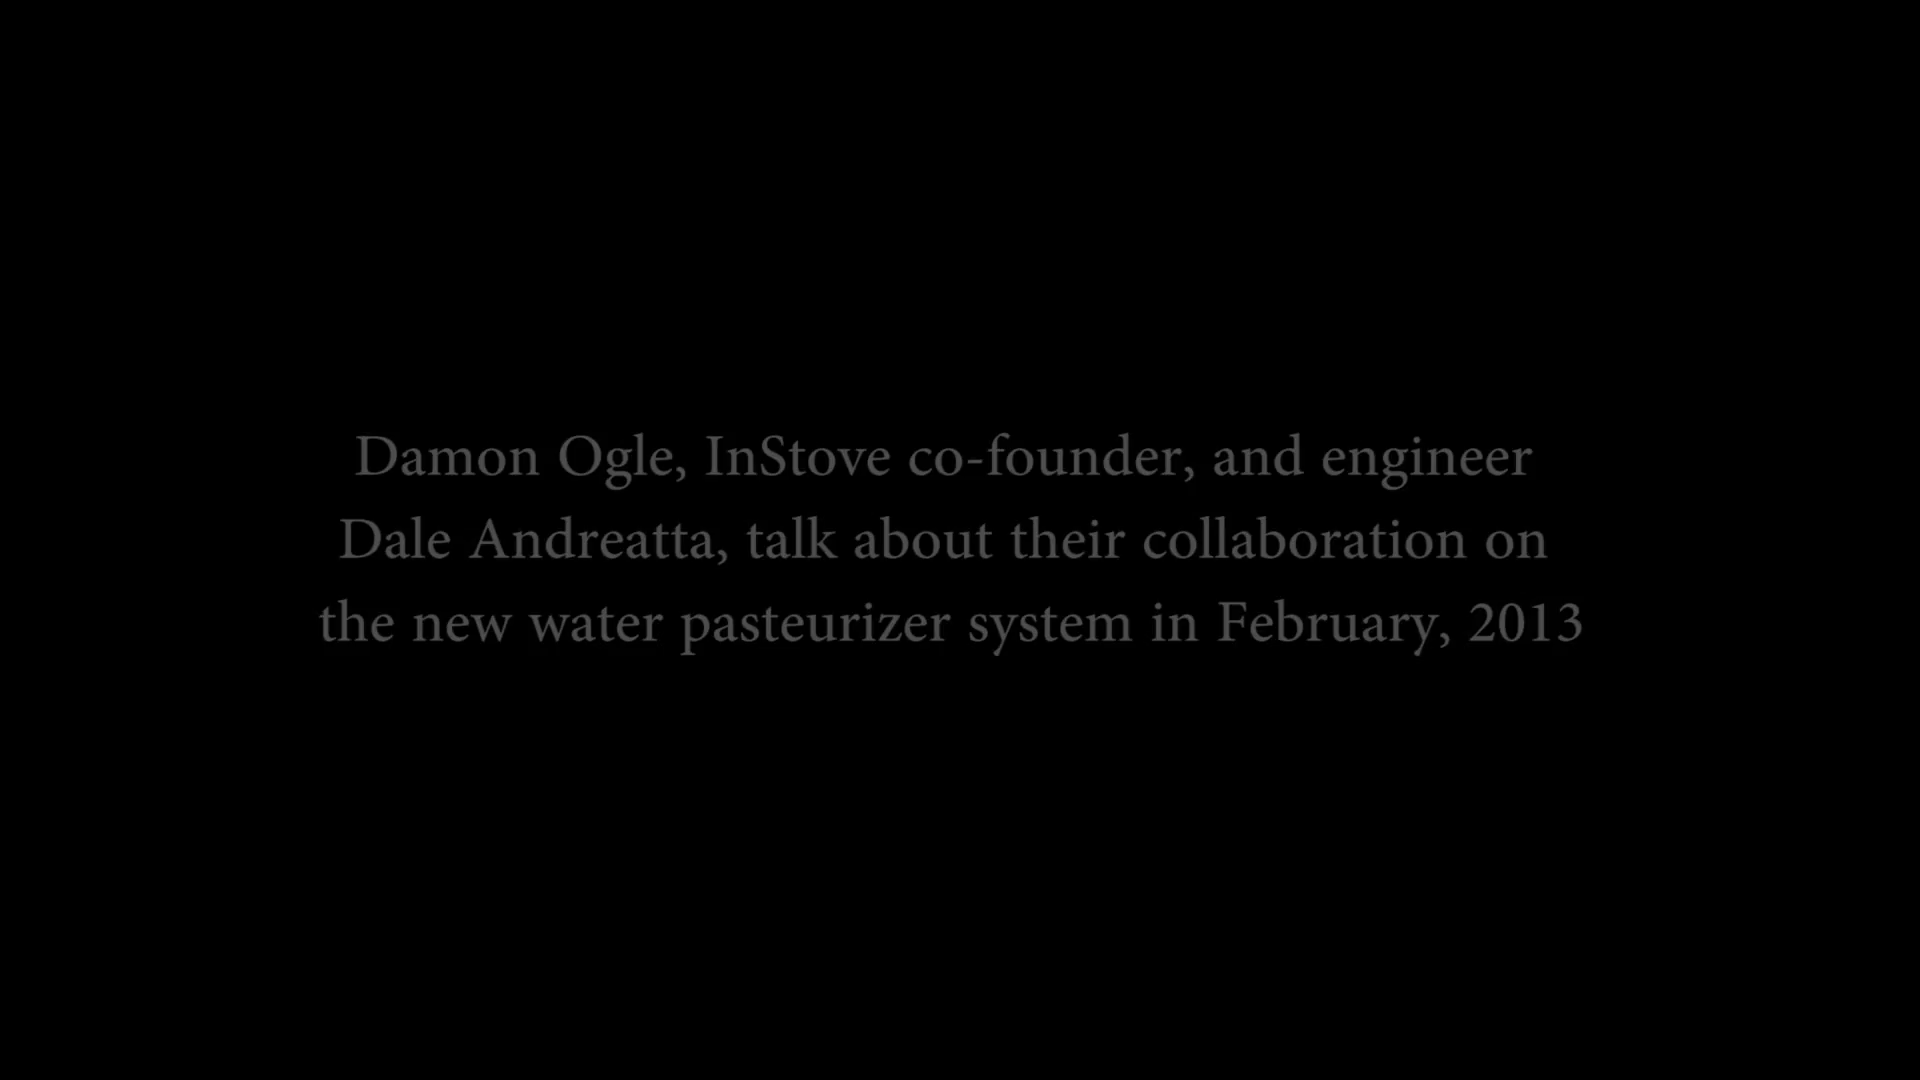 Damon Ogle, InStove co-founder, and engineer
Dale Andreatta, talk about their collaboration on
the new water pasteurizer system in February, 2013